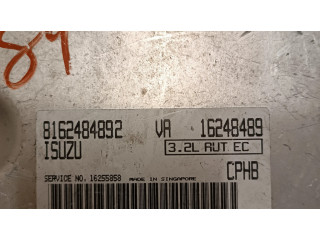 8162484892 VA 16248489
ISUZU 3.2L AUT EC
CPHB
SERVICE NO. 16255858 MADE IN SINGAPORE